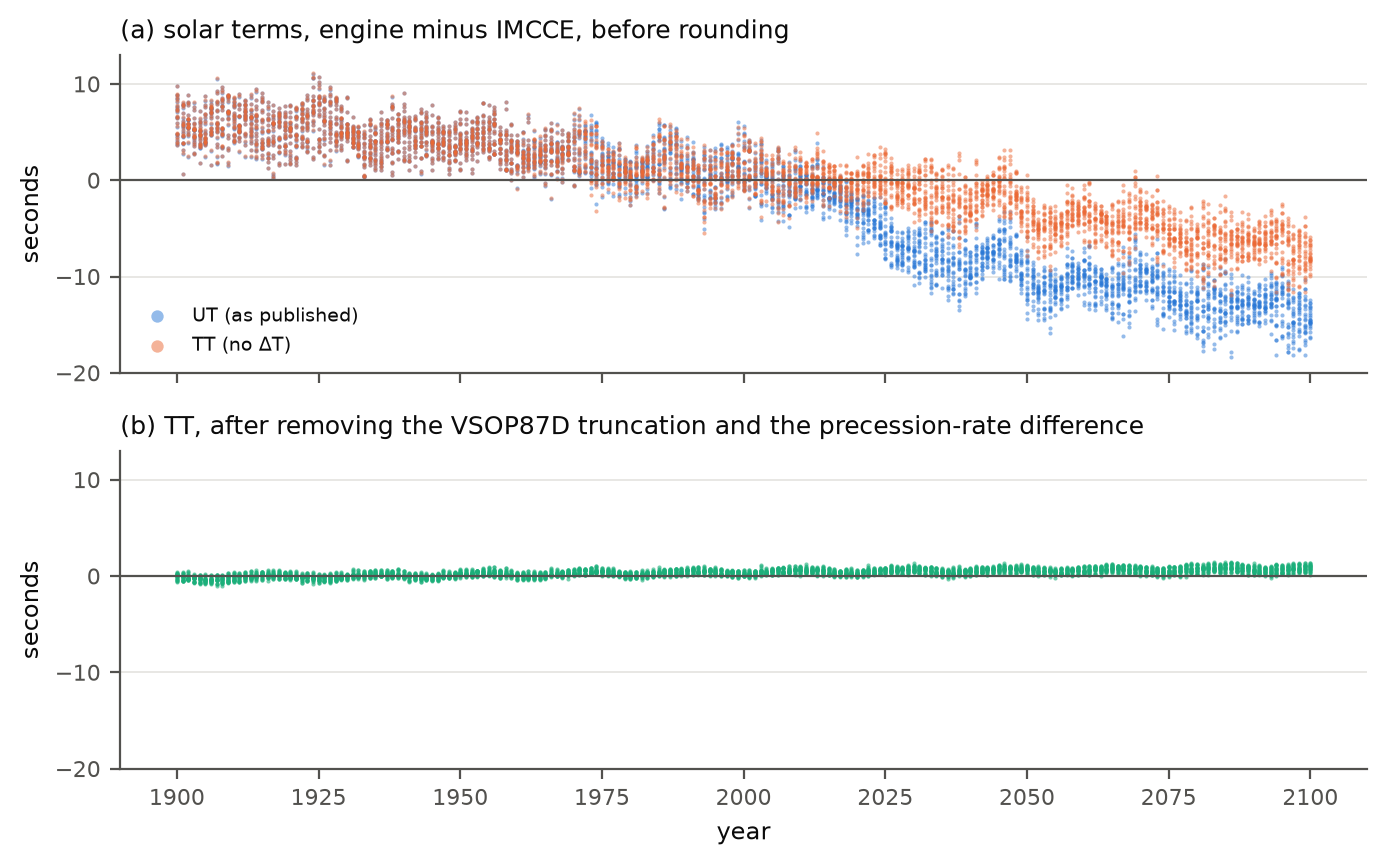 (a) solar terms, engine minus IMCCE, before rounding
10
0
−10
−20
seconds
UT (as published)
TT (no ΔT)
(b) TT, after removing the VSOP87D truncation and the precession-rate difference
10
0
−10
−20
seconds
1900 1925 1950 1975 2000 2025 2050 2075 2100
year